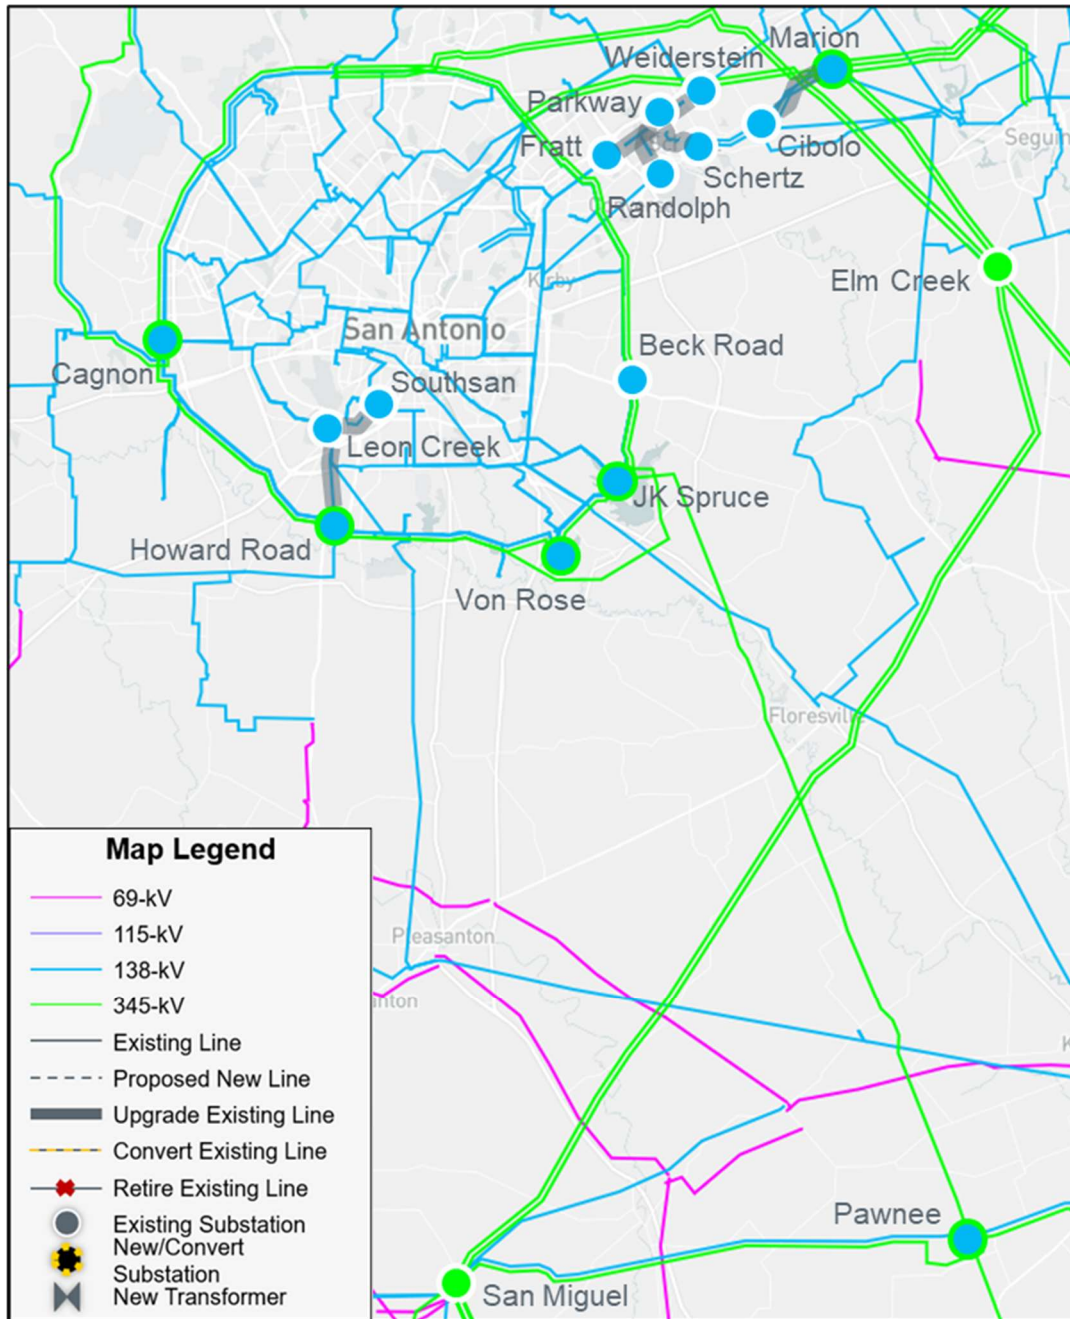 Marion
Weiderstein
Parkway
Fratt
Cibolo
Schertz
Randolph
Seguin
Elm Creek
Kirby
San Antonio
Beck Road
Cagnon
Southsan
Leon Creek
JK Spruce
Howard Road
Von Rose
Floresville
Map Legend
69-kV
115-kV
138-kV
345-kV
Existing Line
Proposed New Line
Upgrade Existing Line
Convert Existing Line
Retire Existing Line
Existing Substation
New/Convert
Substation
New Transformer
Pleasanton
inton
K
Pawnee
San Miguel